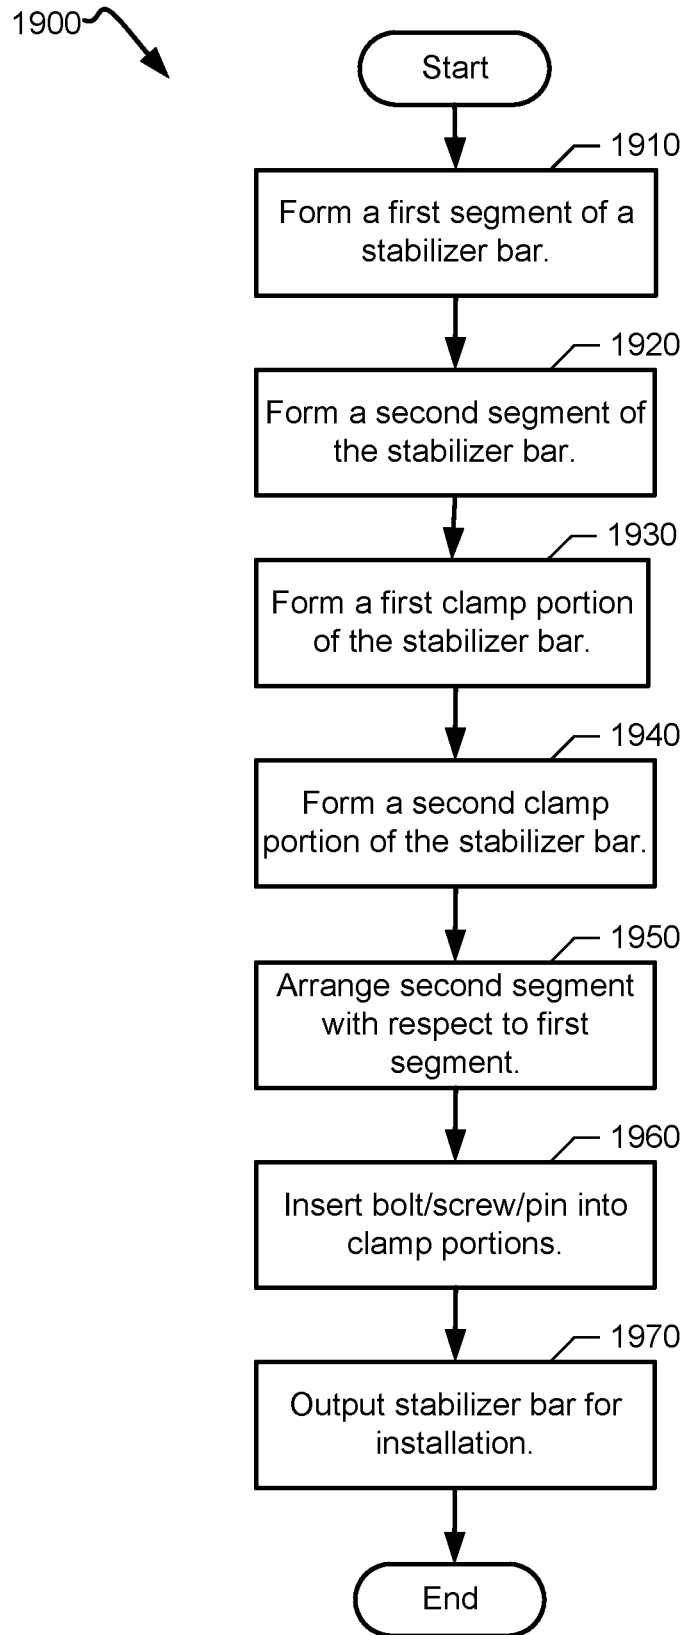 1900
Start
1910
Form a first segment of a
stabilizer bar.
1920
Form a second segment of
the stabilizer bar.
1930
Form a first clamp portion
of the stabilizer bar.
1940
Form a second clamp
portion of the stabilizer bar.
1950
Arrange second segment
with respect to first
segment.
1960
Insert bolt/screw/pin into
clamp portions.
1970
Output stabilizer bar for
installation.
End